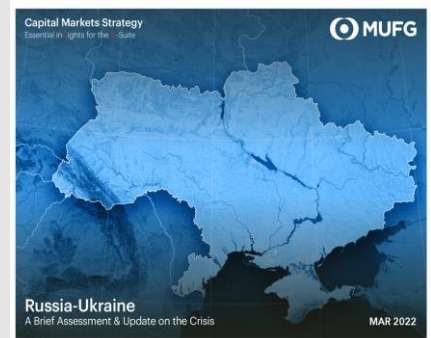 Capital Markets Strategy
Essential inSights for the C-Suite
MUFG
Russia-Ukraine
A Brief Assessment & Update on the Crisis
MAR 2022